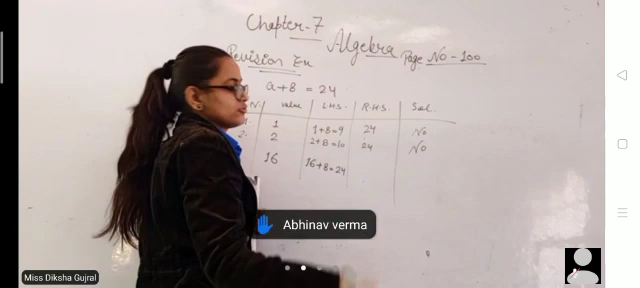 Chapter-7
Algebra Page No-100
Revision Ex
a+8 = 24
N. value L.H.S. R.H.S. Sol.
1 1+8=9 24 No
2. 2 2+8=10 24 No
16 16+8=24
Abhinav verma
Miss Diksha Gujral